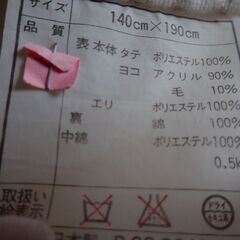 サイズ 140cm×190cm
品質 表 本体 タテ ポリエステル100%
ヨコ アクリル 90%
毛 10%
エリ ポリエステル100%
裏 綿 100%
中綿 ポリエステル100%
0.5k
取扱い
絵表示 ドライ